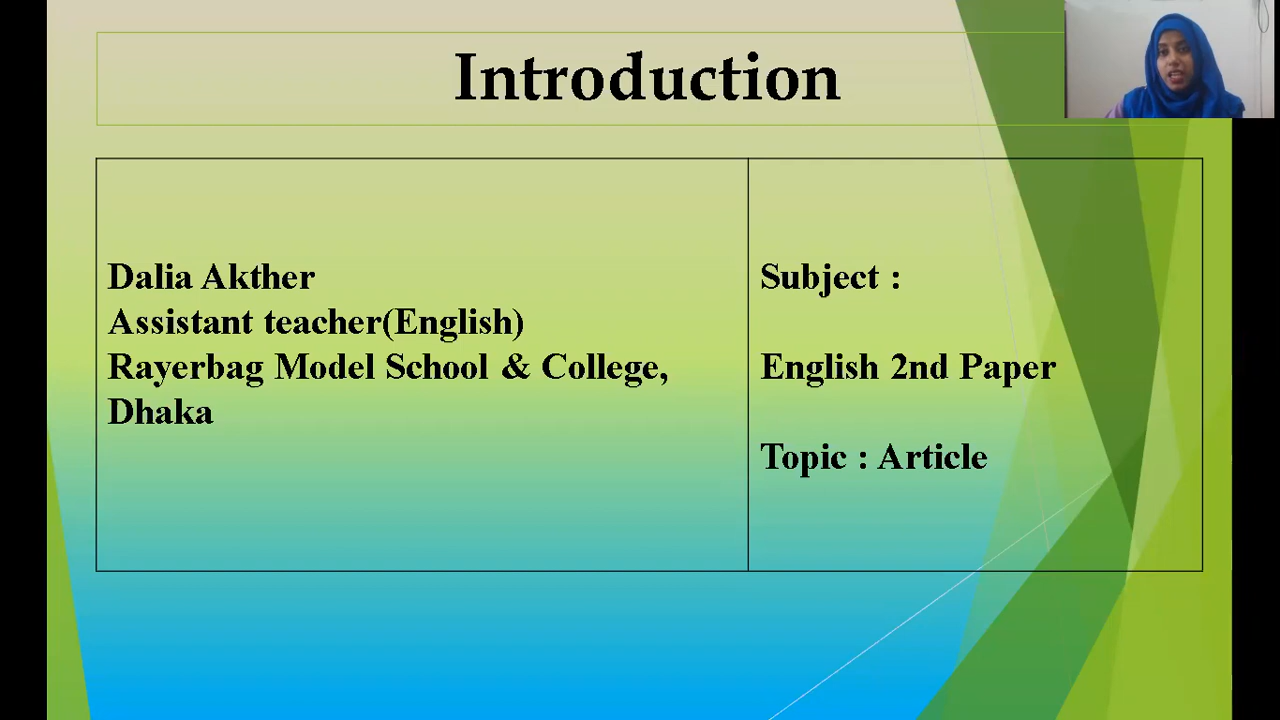 Introduction
Dalia Akther
Assistant teacher(English)
Rayerbag Model School & College,
Dhaka
Subject :
English 2nd Paper
Topic : Article